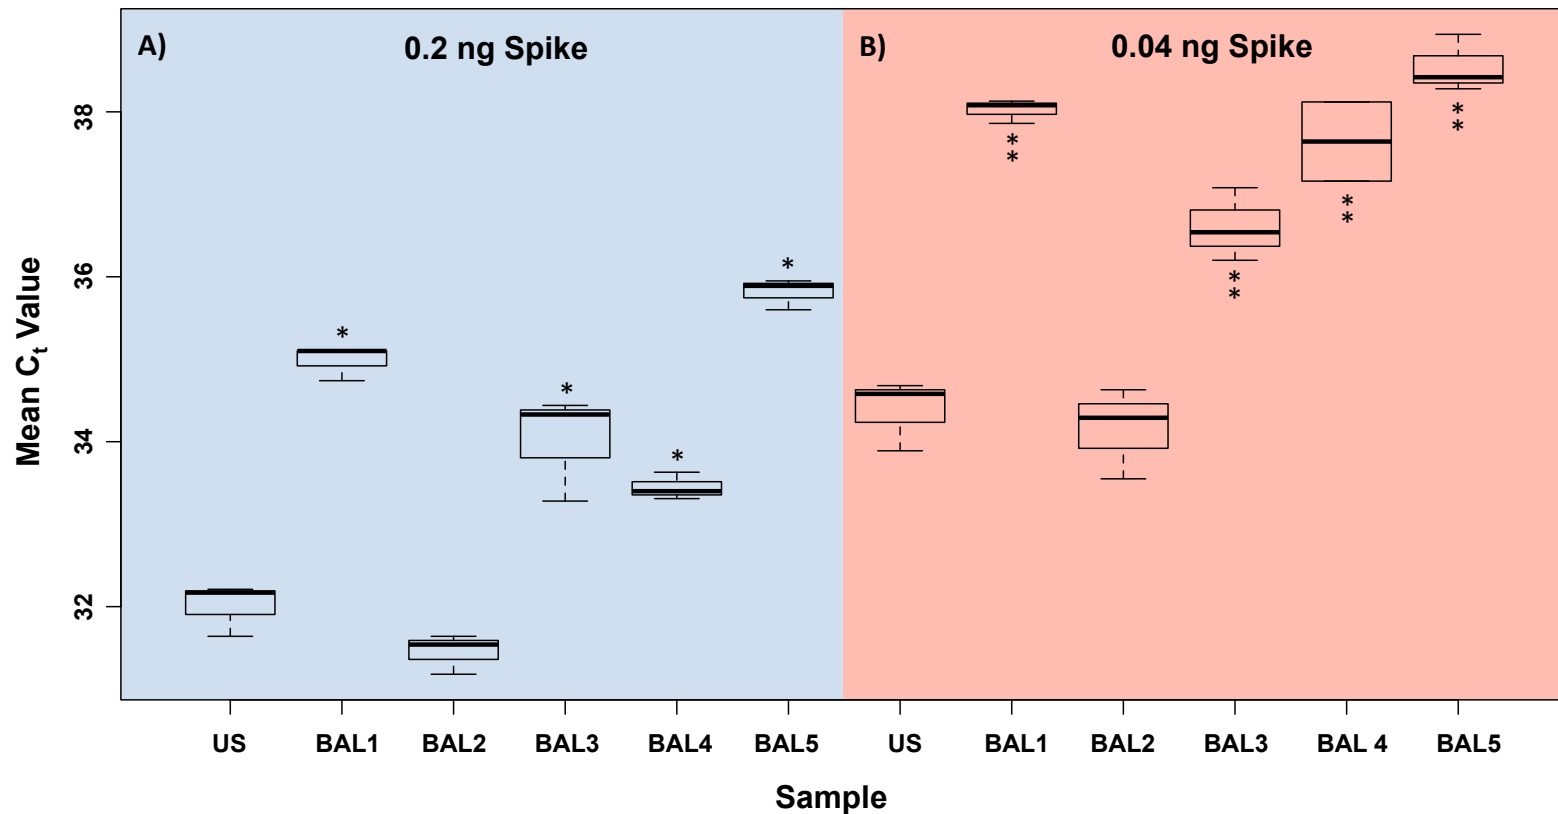 A)
0.2 ng Spike
B)
0.04 ng Spike
*
*
*
*
*
*
*
*
*
*
*
*
*
Mean Ct Value
38
36
34
32
US BAL1 BAL2 BAL3 BAL4 BAL5 US BAL1 BAL2 BAL3 BAL 4 BAL5
Sample